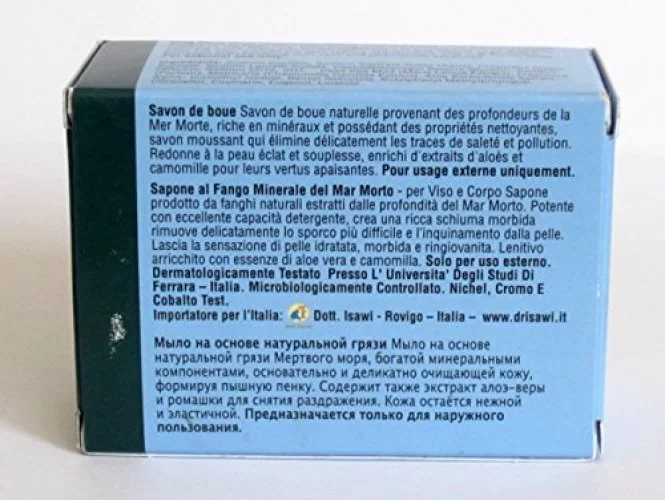 Savon de boue Savon de boue naturelle provenant des profondeurs de la
Mer Morte, riche en minéraux et possédant des propriétés nettoyantes,
savon moussant qui élimine délicatement les traces de saleté et pollution.
Redonne à la peau éclat et souplesse, enrichi d'extraits d'aloès et
camomille pour leurs vertus apaisantes. Pour usage externe uniquement.
Sapone al Fango Minerale del Mar Morto - per Viso e Corpo Sapone
prodotto da fanghi naturali estratti dalle profondità del Mar Morto. Potente
con eccellente capacità detergente, crea una ricca schiuma morbida
rimuove delicatamente lo sporco più difficile e l'inquinamento dalla pelle.
Lascia la sensazione di pelle idratata, morbida e ringiovanita. Lenitivo
arricchito con essenze di aloe vera e camomilla. Solo per uso esterno.
Dermatologicamente Testato Presso L' Universita' Degli Studi Di
Ferrara – Italia. Microbiologicamente Controllato. Nichel, Cromo E
Cobalto Test.
Importatore per l'Italia: Dott. Isawi - Rovigo – Italia – www.drisawi.it
Мыло на основе натуральной грязи Мыло на основе
натуральной грязи Мертвого моря, богатой минеральными
компонентами, основательно и деликатно очищающей кожу,
формируя пышную пенку. Содержит также экстракт алоэ-веры
и ромашки для снятия раздражения. Кожа остаётся нежной
и эластичной. Предназначается только для наружного
пользования.